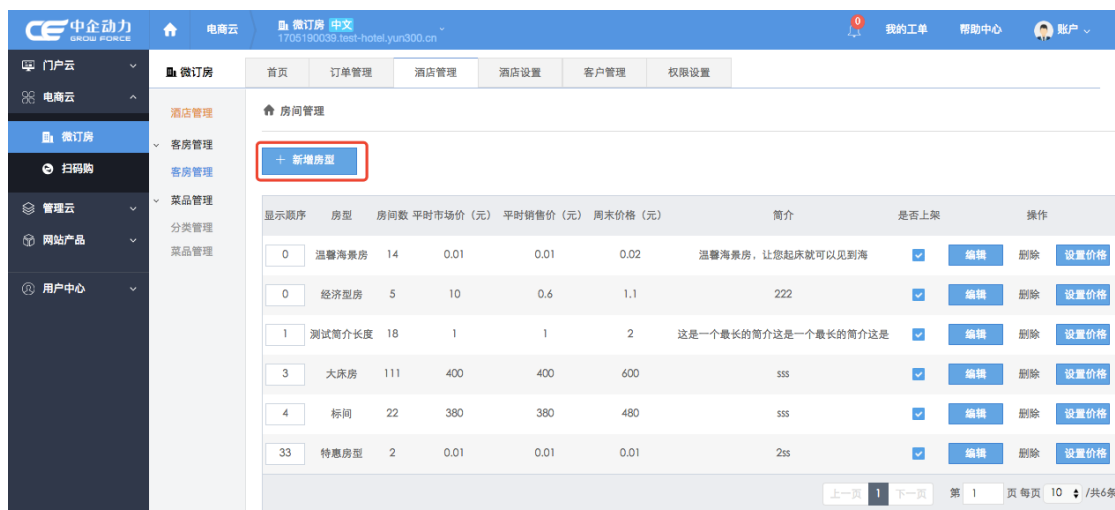 中企动力
GROW FORCE
电商云
微订房 中文
1705190039.test-hotel.yun300.cn
0
我的工单
帮助中心
账户
门户云
电商云
微订房
扫码购
管理云
网站产品
用户中心
微订房
酒店管理
客房管理
客房管理
菜品管理
分类管理
菜品管理
首页 订单管理 酒店管理 酒店设置 客户管理 权限设置
房间管理
+ 新增房型
显示顺序 房型 房间数 平时市场价（元） 平时销售价（元） 周末价格（元） 简介 是否上架 操作
0 温馨海景房 14 0.01 0.01 0.02 温馨海景房，让您起床就可以见到海 编辑 删除 设置价格
0 经济型房 5 10 0.6 1.1 222 编辑 删除 设置价格
1 测试简介长度 18 1 1 2 这是一个最长的简介这是一个最长的简介这是 编辑 删除 设置价格
3 大床房 111 400 400 600 sss 编辑 删除 设置价格
4 标间 22 380 380 480 sss 编辑 删除 设置价格
33 特惠房型 2 0.01 0.01 0.01 2ss 编辑 删除 设置价格
上一页 1 下一页 第 1 页 每页 10 /共6条